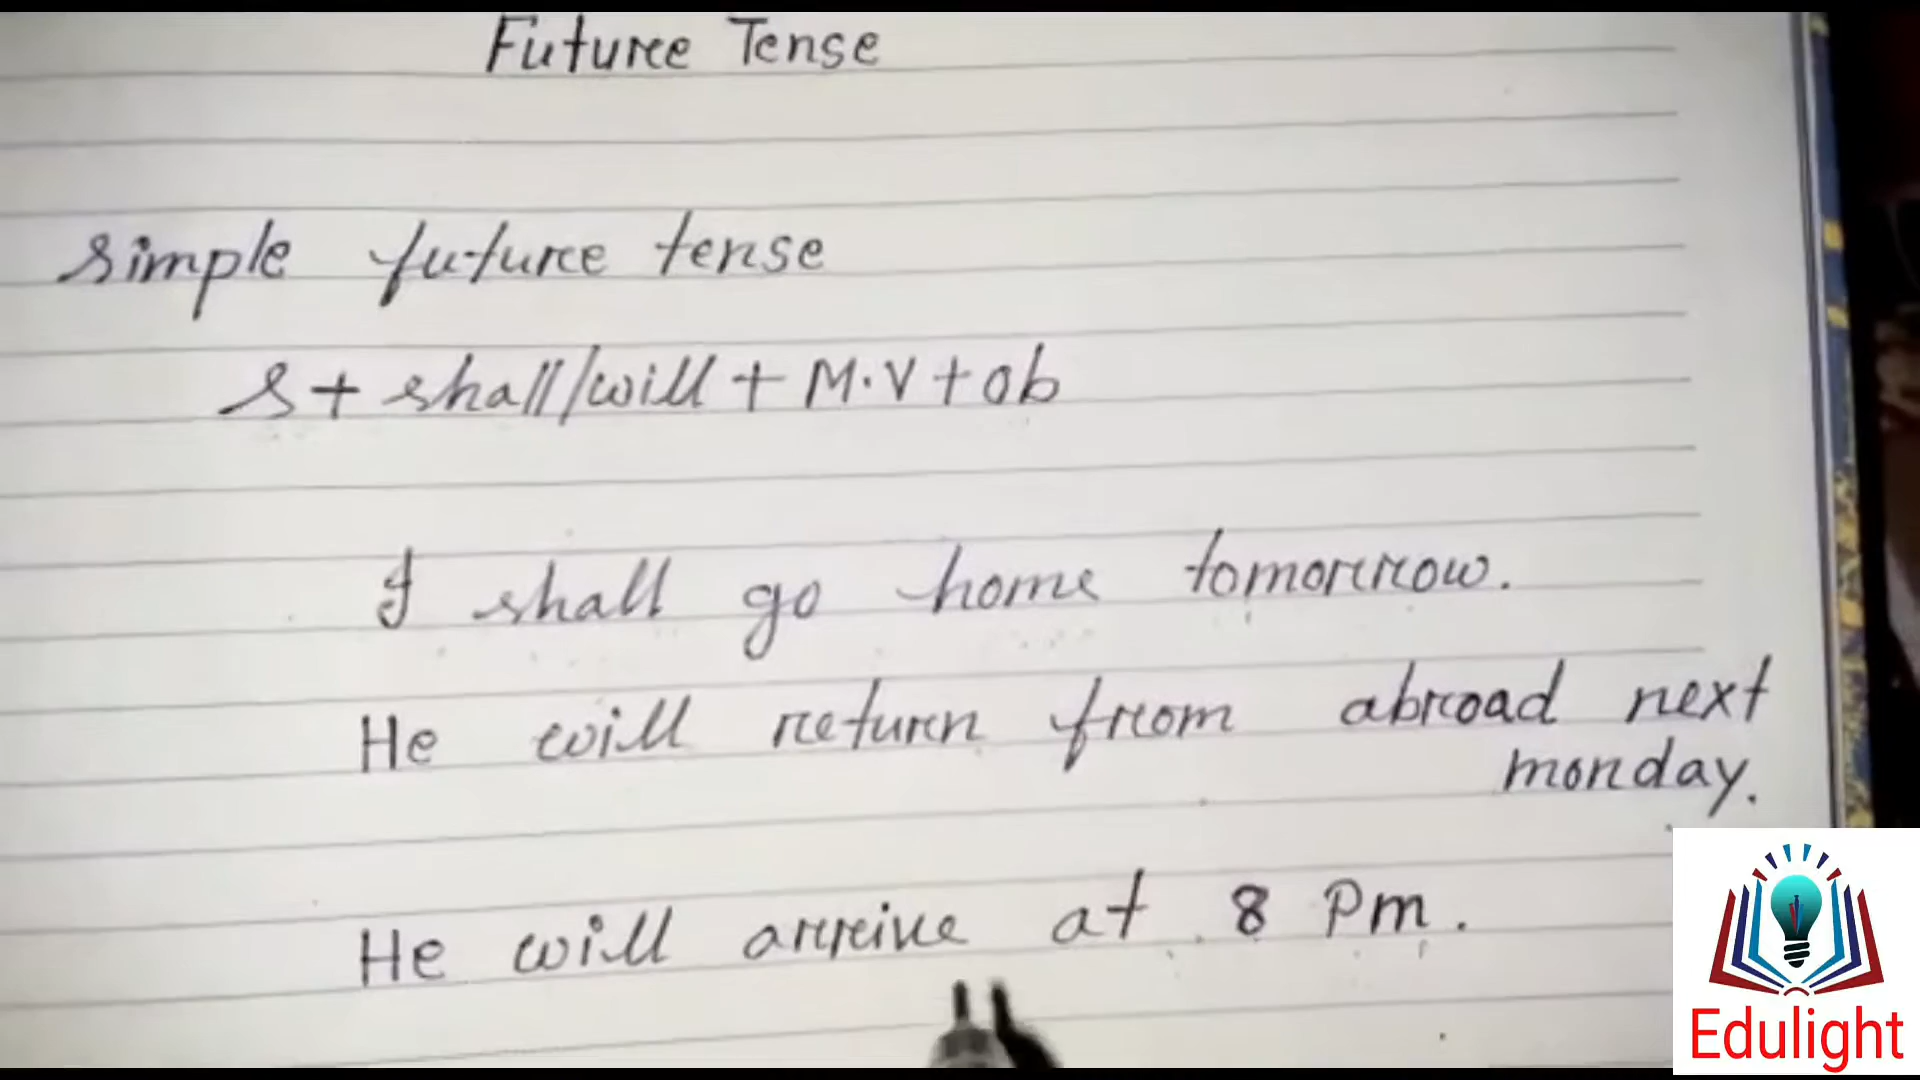 Future Tense
simple future tense
S + shall/will + M.V + ob
I shall go home tomorrow.
He will return from abroad next
monday.
He will arrive at 8 Pm.
Edulight